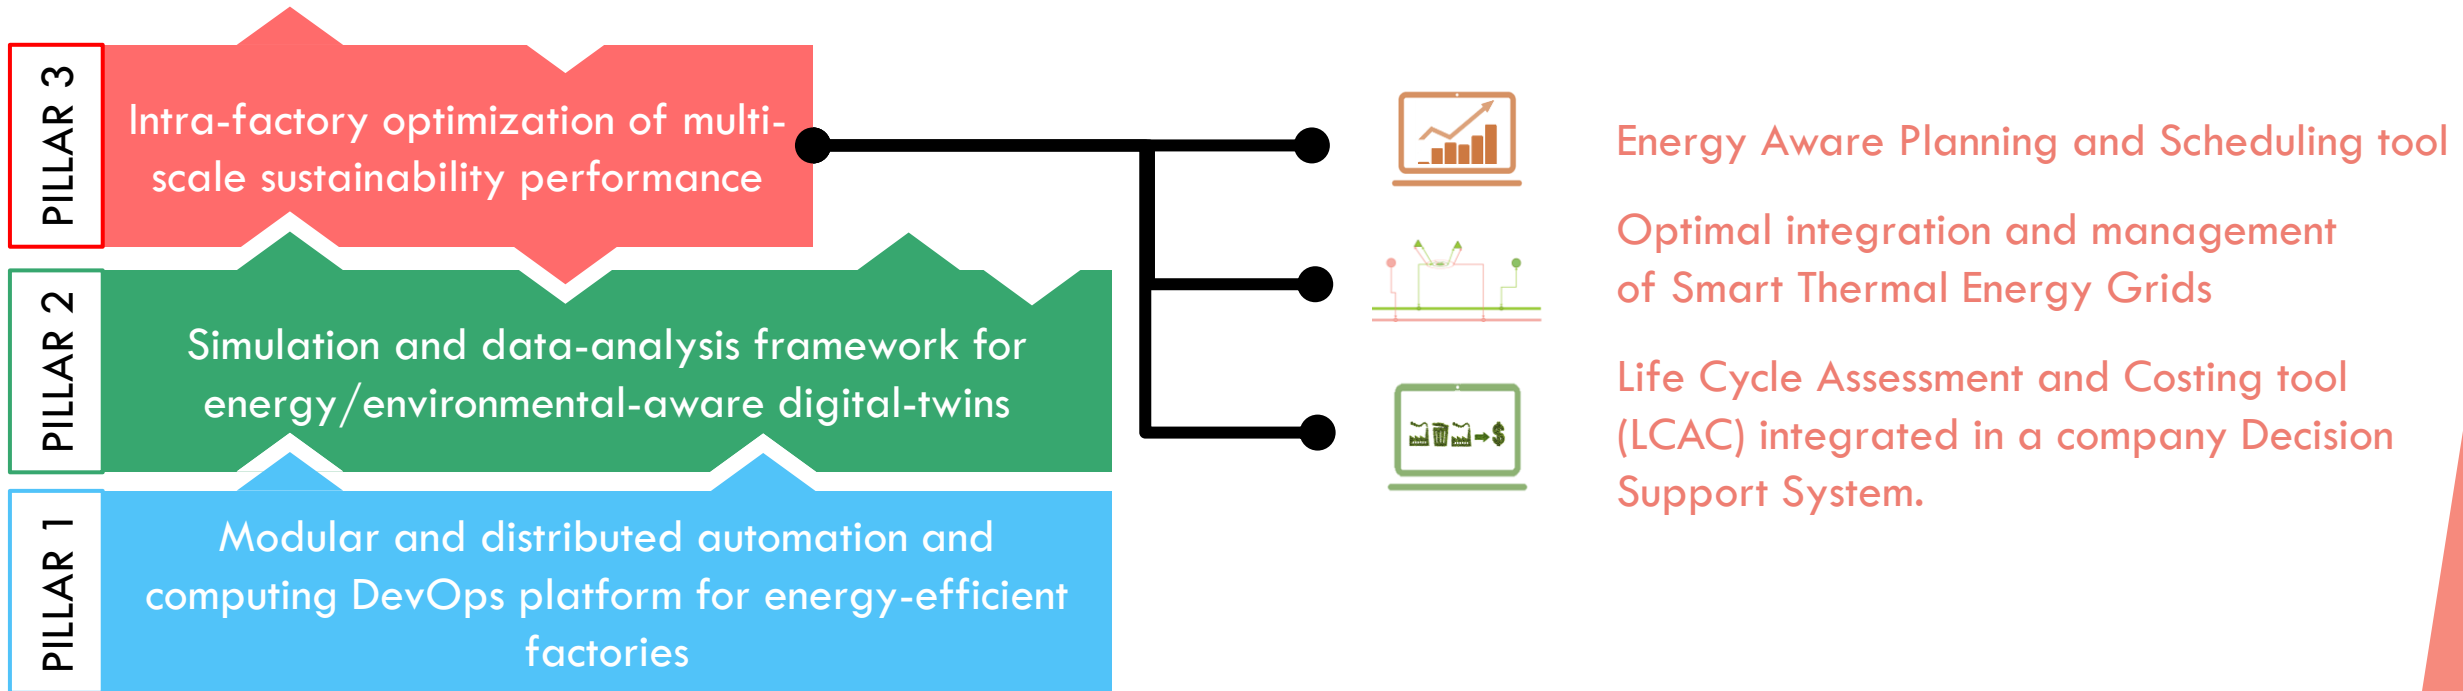 PILLAR 3
Intra-factory optimization of multi-
scale sustainability performance
PILLAR 2
Simulation and data-analysis framework for
energy/environmental-aware digital-twins
PILLAR 1
Modular and distributed automation and
computing DevOps platform for energy-efficient
factories
Energy Aware Planning and Scheduling tool
Optimal integration and management
of Smart Thermal Energy Grids
$
Life Cycle Assessment and Costing tool
(LCAC) integrated in a company Decision
Support System.